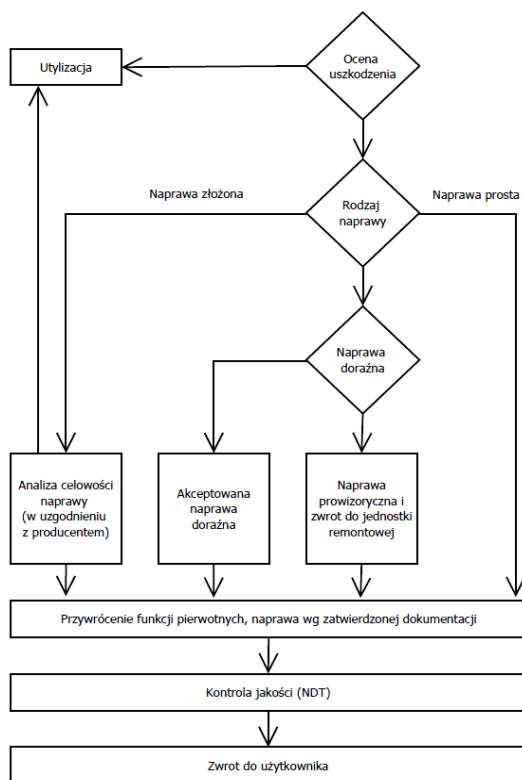 Utylizacja
Ocena
uszkodzenia
Naprawa złożona
Rodzaj
naprawy
Naprawa prosta
Naprawa
doraźna
Analiza celowości
naprawy
(w uzgodnieniu
z producentem)
Akceptowana
naprawa
doraźna
Naprawa
prowizoryczna i
zwrot do jednostki
remontowej
Przywrócenie funkcji pierwotnych, naprawa wg zatwierdzonej dokumentacji
Kontrola jakości (NDT)
Zwrot do użytkownika